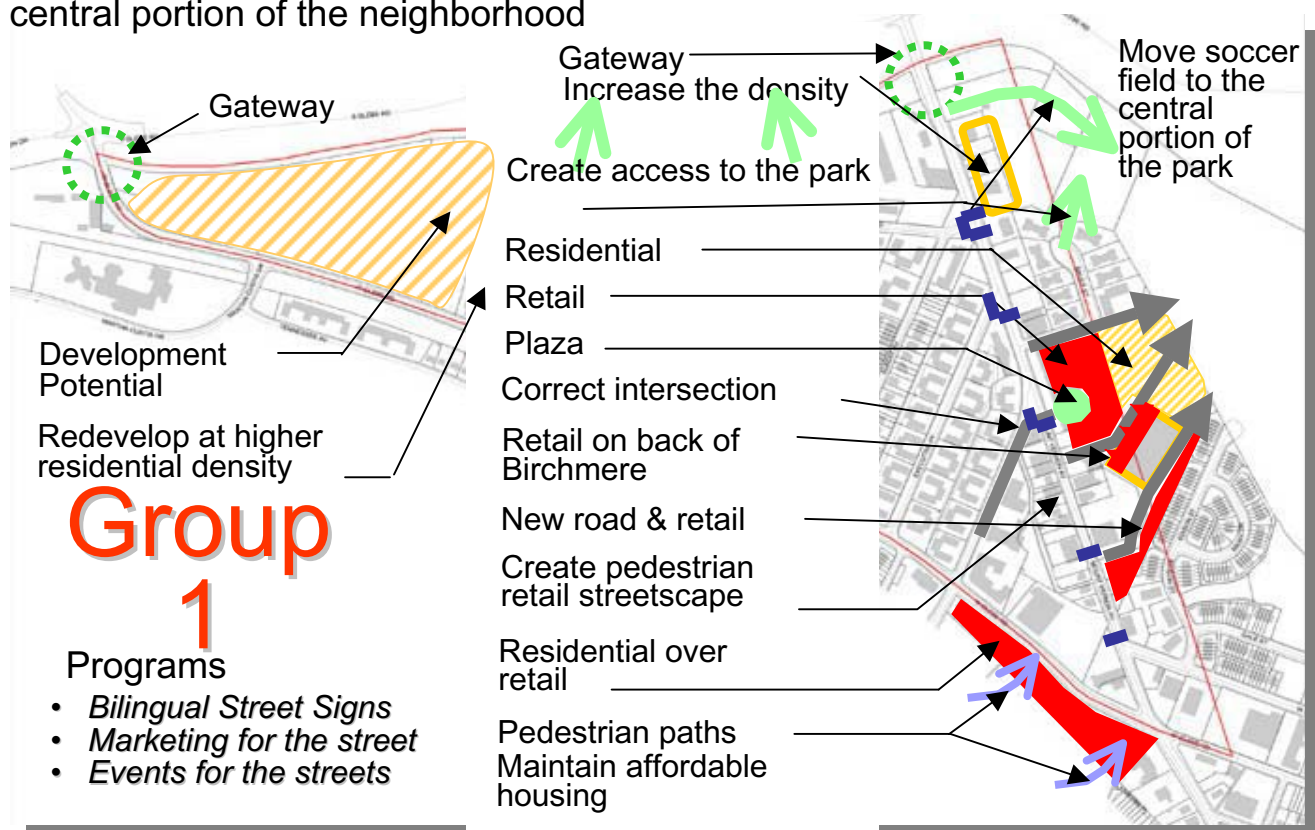 central portion of the neighborhood
Gateway
Development
Potential
Redevelop at higher
residential density
Group
1
Programs
• Bilingual Street Signs
• Marketing for the street
• Events for the streets
Gateway
Increase the density
Create access to the park
Residential
Retail
Plaza
Correct intersection
Retail on back of
Birchmere
New road & retail
Create pedestrian
retail streetscape
Residential over
retail
Pedestrian paths
Maintain affordable
housing
Move soccer
field to the
central
portion of
the park